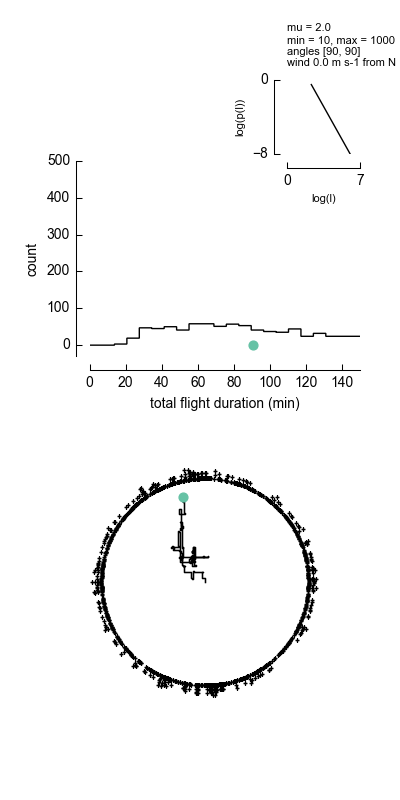 mu = 2.0
min = 10, max = 1000
angles [90, 90]
wind 0.0 m s-1 from N
0
−8
log(p(l))
0 7
log(l)
500
400
300
200
100
0
count
0 20 40 60 80 100 120 140
total flight duration (min)